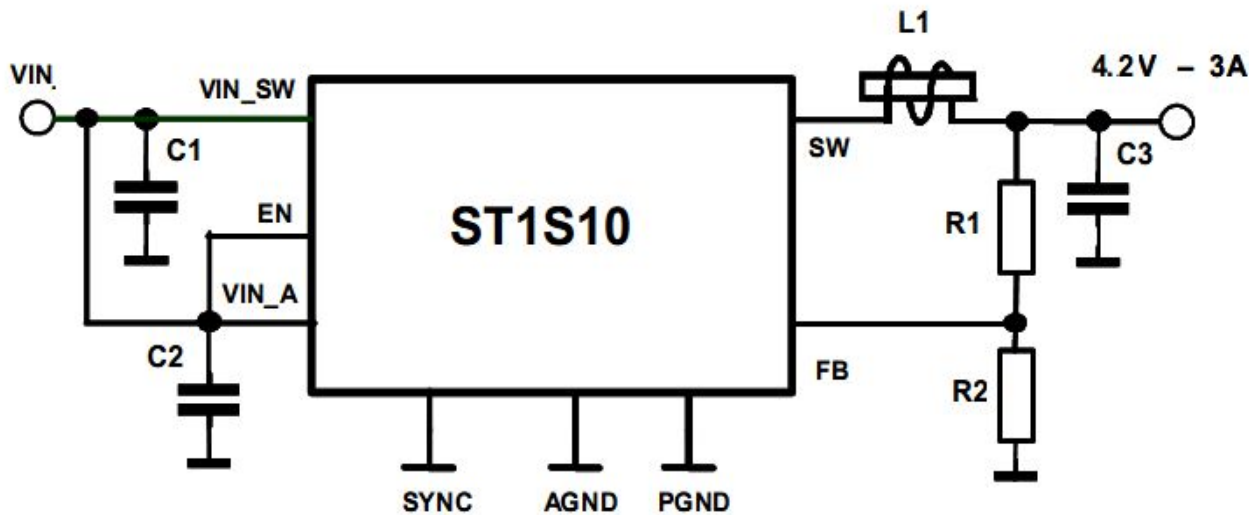 L1
VIN
VIN_SW
4.2V – 3A
C1
SW
C3
EN
ST1S10
R1
VIN_A
C2
FB
R2
SYNC
AGND
PGND